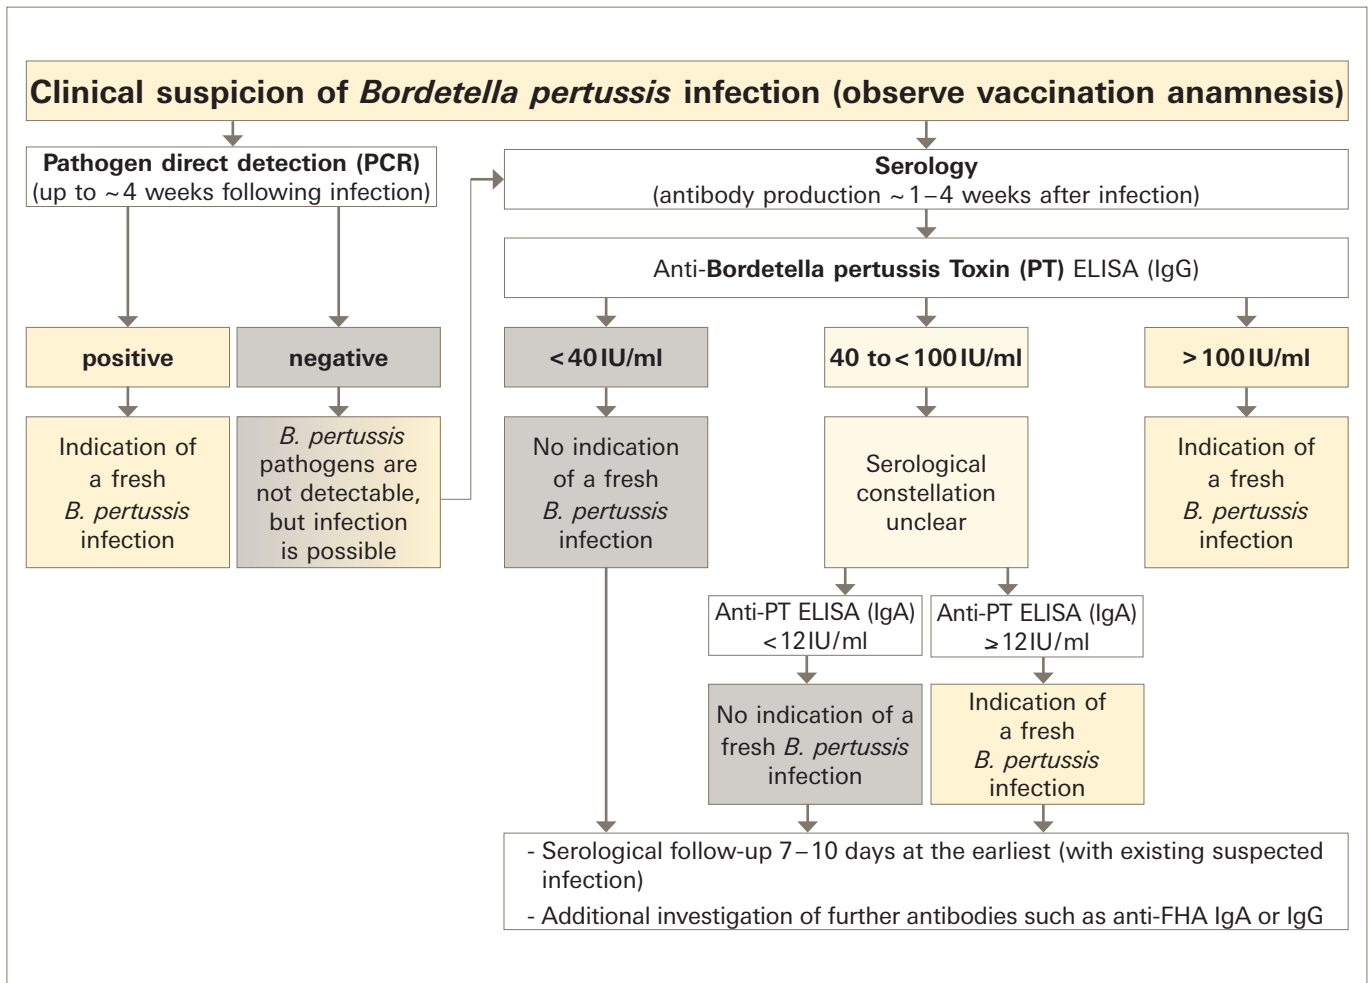 Clinical suspicion of Bordetella pertussis infection (observe vaccination anamnesis)
Pathogen direct detection (PCR)
(up to ~4 weeks following infection)
Serology
(antibody production ~1–4 weeks after infection)
Anti-Bordetella pertussis Toxin (PT) ELISA (IgG)
positive
negative
<40 IU/ml
40 to <100 IU/ml
>100 IU/ml
Indication of
a fresh
B. pertussis
infection
B. pertussis
pathogens are
not detectable,
but infection
is possible
No indication
of a fresh
B. pertussis
infection
Serological
constellation
unclear
Indication of
a fresh
B. pertussis
infection
Anti-PT ELISA (IgA)
<12 IU/ml
Anti-PT ELISA (IgA)
≥12 IU/ml
No indication of a
fresh B. pertussis
infection
Indication of
a fresh
B. pertussis
infection
- Serological follow-up 7–10 days at the earliest (with existing suspected
infection)
- Additional investigation of further antibodies such as anti-FHA IgA or IgG